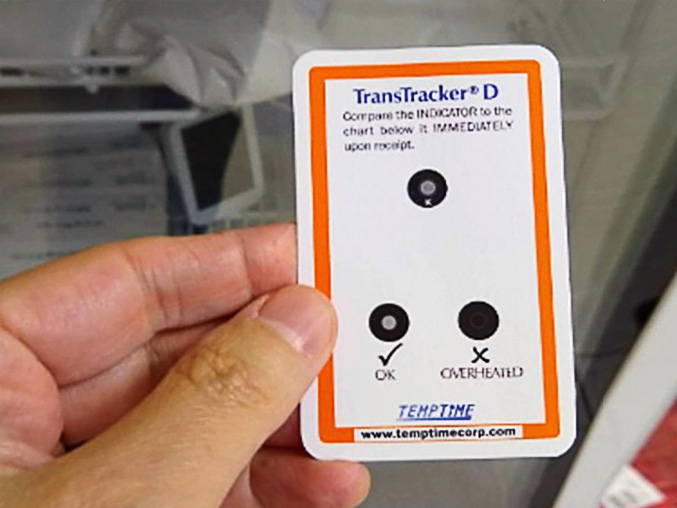 TransTracker® D
Compare the INDICATOR to the
chart below it IMMEDIATELY
upon receipt.
K
OK
OVERHEATED
TEMPTIME
www.temptimecorp.com